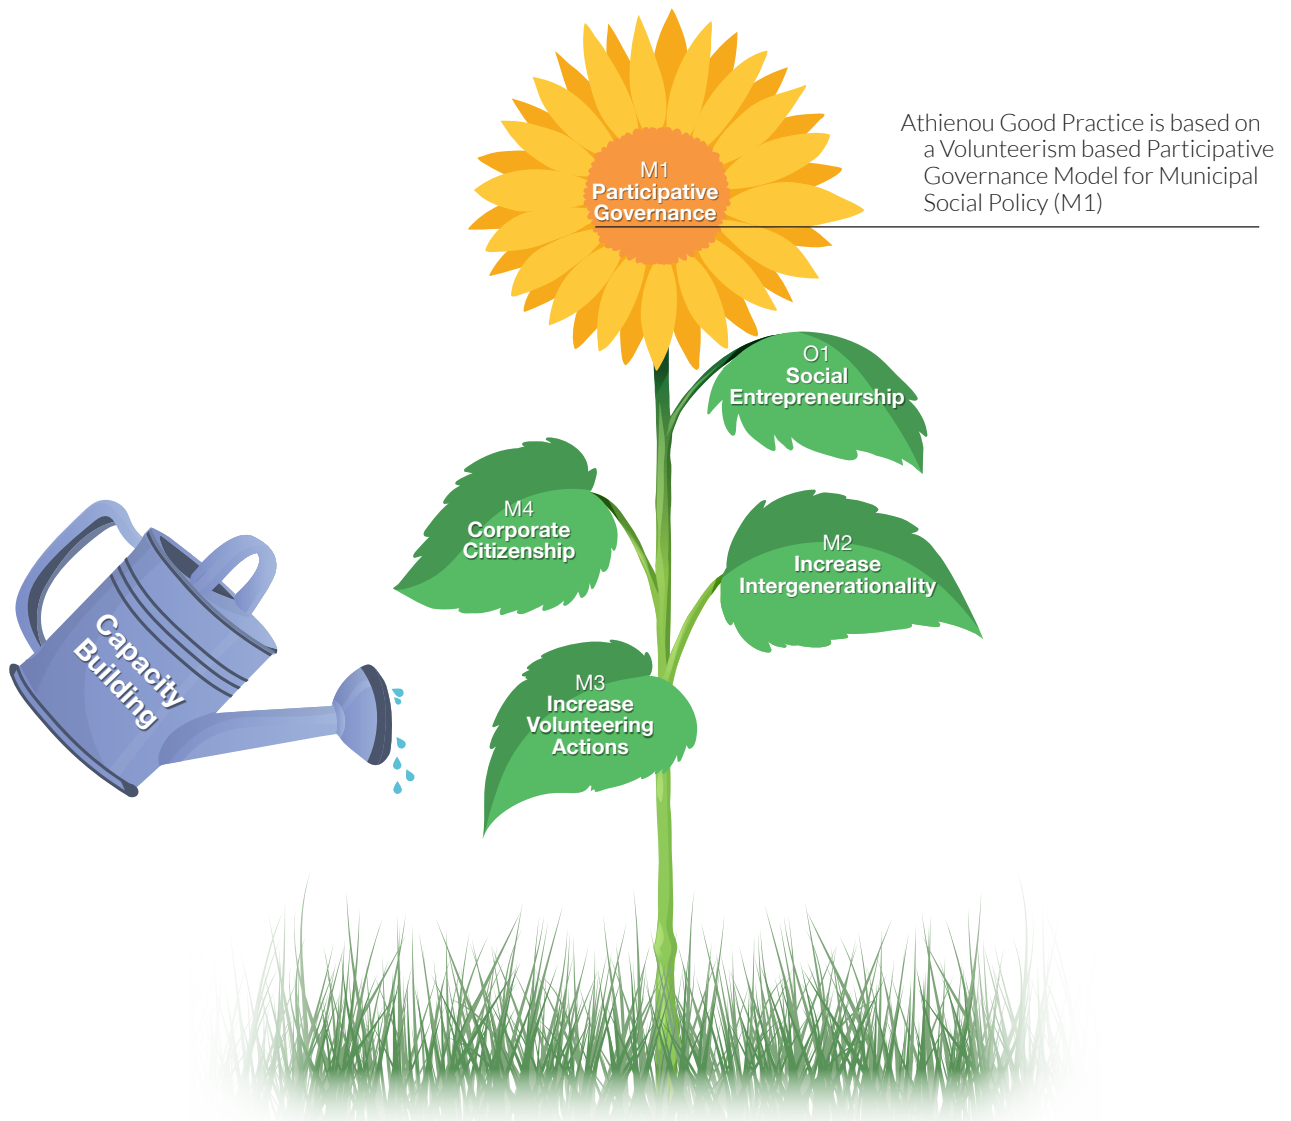 Athienou Good Practice is based on
a Volunteerism based Participative
Governance Model for Municipal
Social Policy (M1)
M1
Participative
Governance
O1
Social
Entrepreneurship
M4
Corporate
Citizenship
M2
Increase
Intergenerationality
Capacity
Building
M3
Increase
Volunteering
Actions